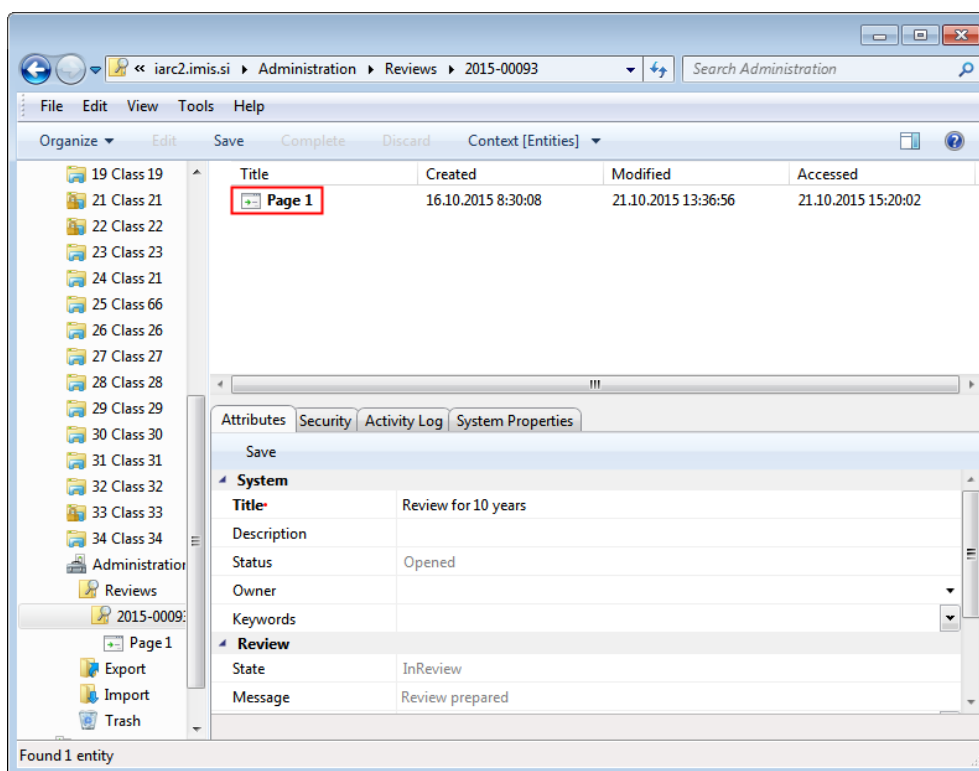 « iarc2.imis.si Administration Reviews 2015-00093 Search Administration
File Edit View Tools Help
Organize Edit Save Complete Discard Context [Entities]
19 Class 19
21 Class 21
22 Class 22
23 Class 23
24 Class 21
25 Class 66
26 Class 26
27 Class 27
28 Class 28
29 Class 29
30 Class 30
31 Class 31
32 Class 32
33 Class 33
34 Class 34
Administration
Reviews
2015-00093
Page 1
Export
Import
Trash
Title Created Modified Accessed
Page 1 16.10.2015 8:30:08 21.10.2015 13:36:56 21.10.2015 15:20:02
Attributes Security Activity Log System Properties
Save
System
Title• Review for 10 years
Description
Status Opened
Owner
Keywords
Review
State InReview
Message Review prepared
Found 1 entity